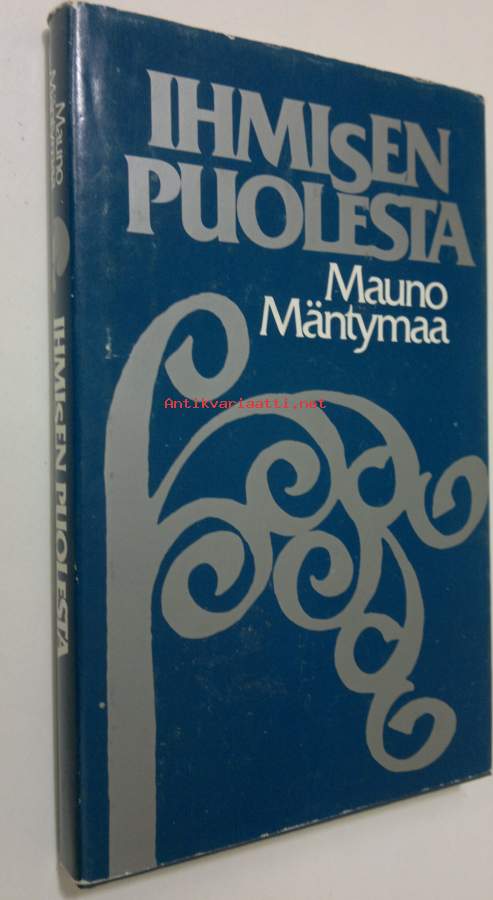 IHMISEN
PUOLESTA
Mauno
Mäntymaa
Antikvariaatti.net
Mauno
Mäntymaa
IHMISEN PUOLESTA